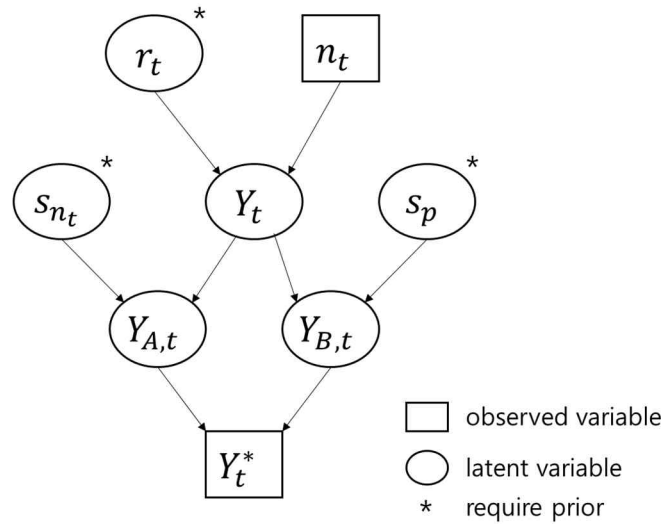 r_t *
n_t
s_{n_t} *
Y_t
s_p *
Y_{A,t}
Y_{B,t}
Y_t^*
observed variable
latent variable
* require prior